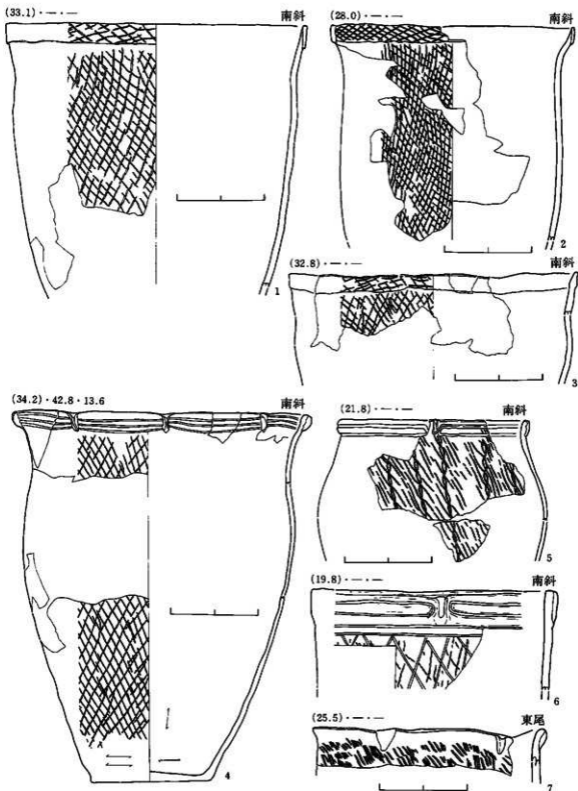 (33.1)・―・―
南斜
1
(28.0)・―・―
南斜
2
(32.8)・―・―
南斜
3
(34.2)・42.8・13.6
南斜
4
(21.8)・―・―
南斜
5
(19.8)・―・―
南斜
6
(25.5)・―・―
東尾
7